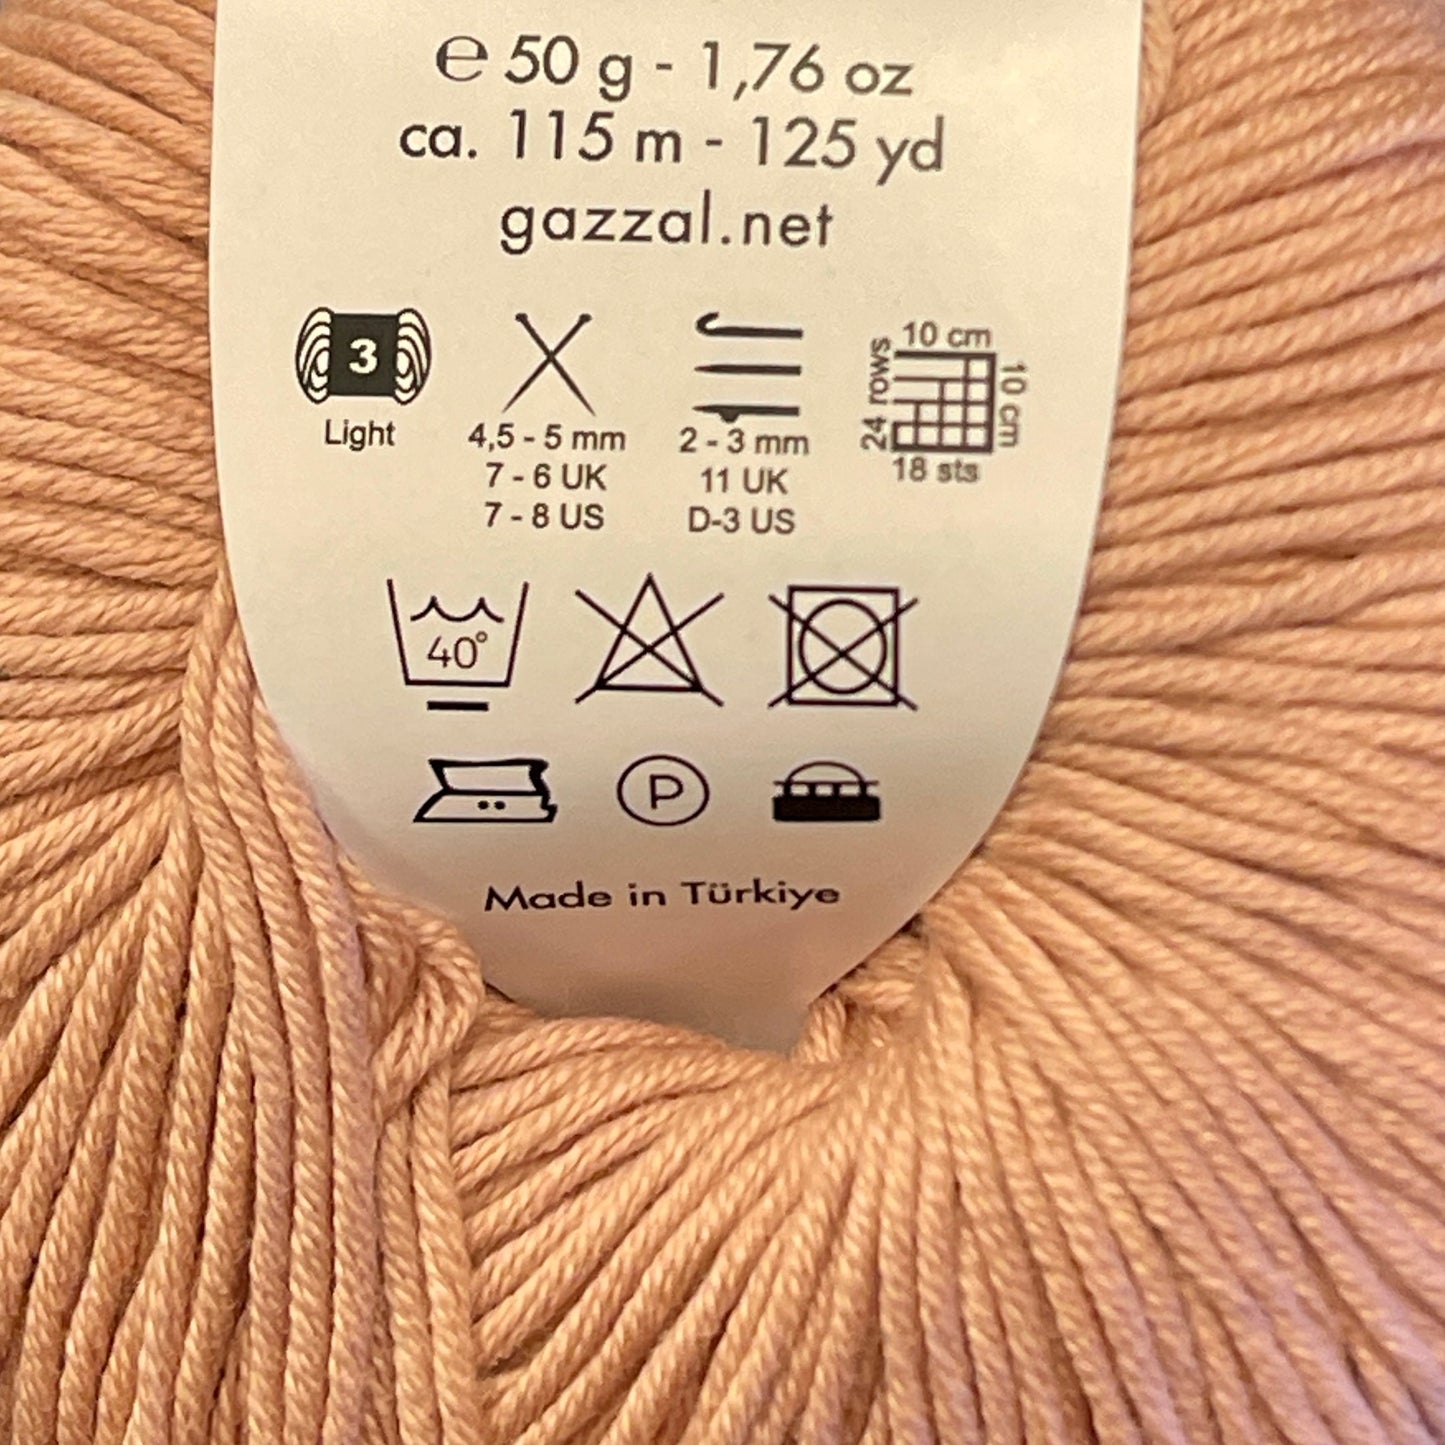 ℮ 50 g - 1,76 oz
ca. 115 m - 125 yd
gazzal.net
3
Light
4,5 - 5 mm
7 - 6 UK
7 - 8 US
2 - 3 mm
11 UK
D-3 US
10 cm
24 rows
10 cm
18 sts
40°
P
Made in Türkiye